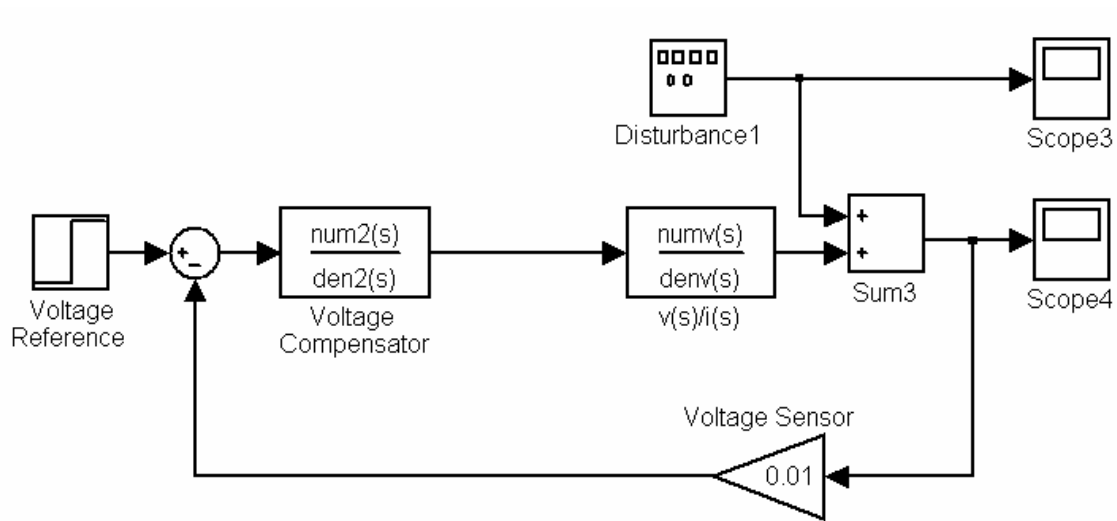 Disturbance1
Scope3
+
+
Sum3
Scope4
Voltage
Reference
+
−
num2(s)
den2(s)
Voltage
Compensator
numv(s)
denv(s)
v(s)/i(s)
Voltage Sensor
0.01